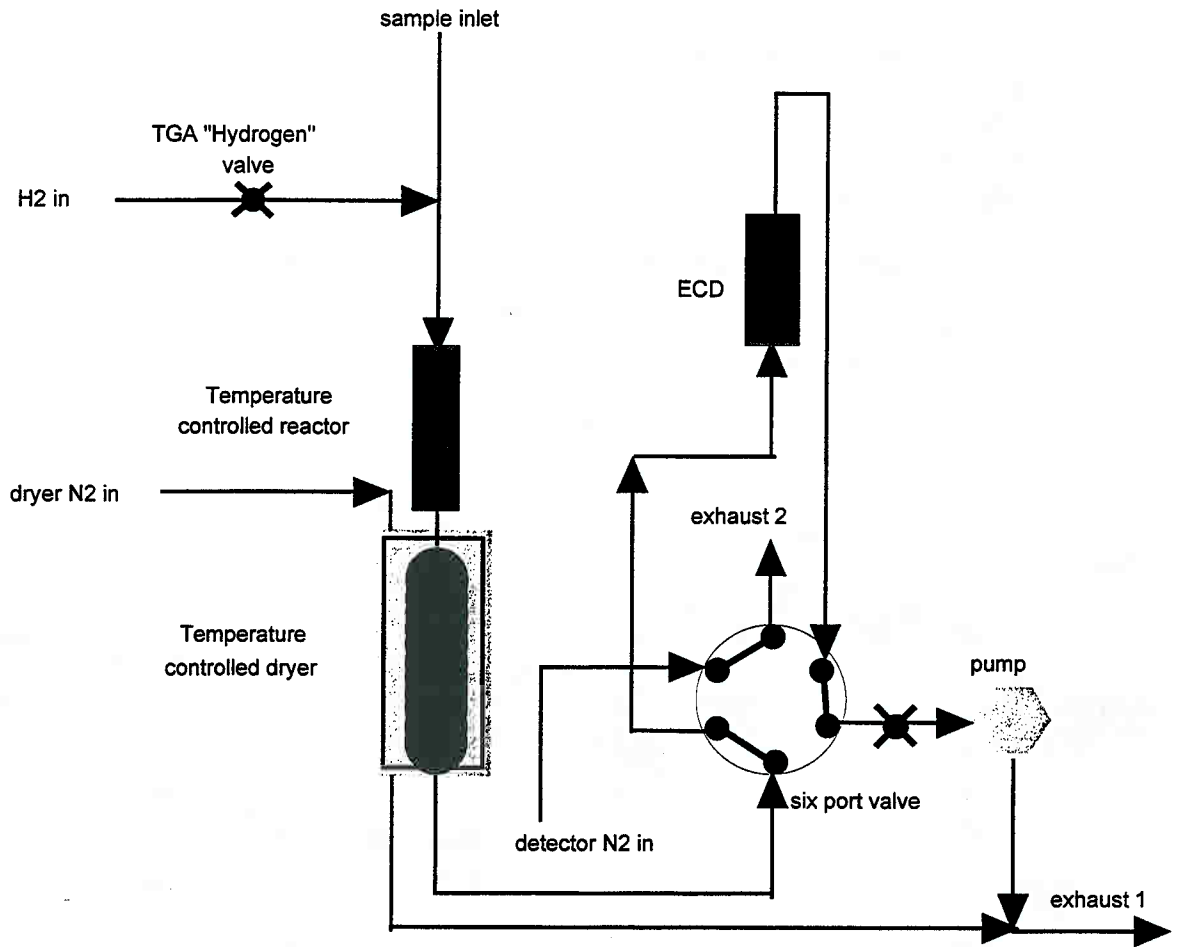 sample inlet
TGA "Hydrogen"
valve
H2 in
ECD
Temperature
controlled reactor
dryer N2 in
exhaust 2
Temperature
controlled dryer
pump
six port valve
detector N2 in
exhaust 1